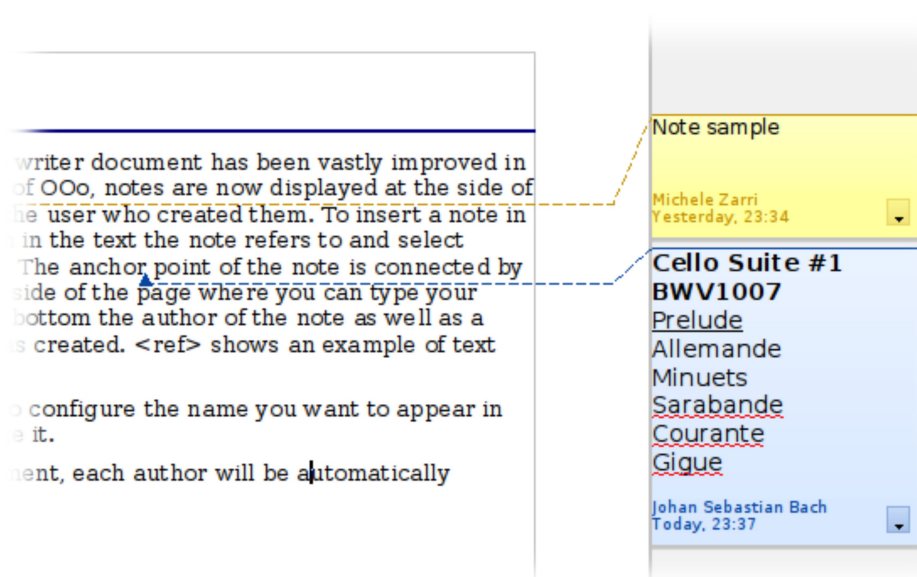 writer document has been vastly improved in
of OOo, notes are now displayed at the side of
he user who created them. To insert a note in
in the text the note refers to and select
The anchor point of the note is connected by
side of the page where you can type your
bottom the author of the note as well as a
s created. <ref> shows an example of text
configure the name you want to appear in
e it.
ment, each author will be automatically
Note sample
Michele Zarri
Yesterday, 23:34
Cello Suite #1
BWV1007
Prelude
Allemande
Minuets
Sarabande
Courante
Gigue
Johan Sebastian Bach
Today, 23:37